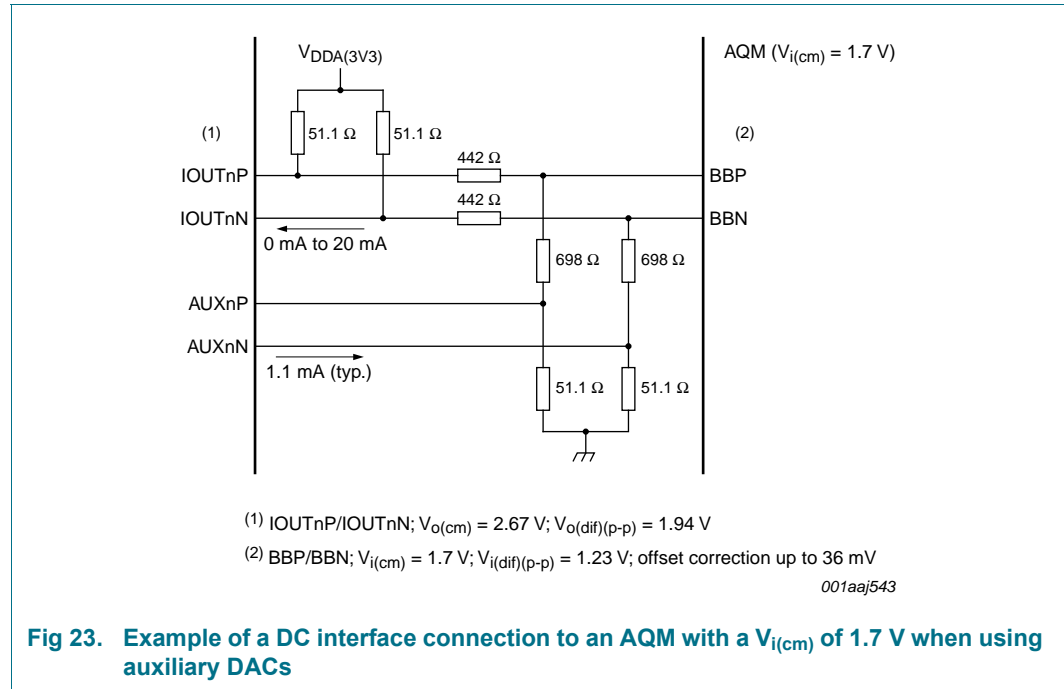 V_DDA(3V3)
AQM (V_i(cm) = 1.7 V)
(1)
51.1 Ω
51.1 Ω
(2)
442 Ω
IOUTnP
BBP
442 Ω
IOUTnN
BBN
0 mA to 20 mA
698 Ω
698 Ω
AUXnP
AUXnN
1.1 mA (typ.)
51.1 Ω
51.1 Ω
(1) IOUTnP/IOUTnN; V_o(cm) = 2.67 V; V_o(dif)(p-p) = 1.94 V
(2) BBP/BBN; V_i(cm) = 1.7 V; V_i(dif)(p-p) = 1.23 V; offset correction up to 36 mV
001aaj543
Fig 23. Example of a DC interface connection to an AQM with a V_i(cm) of 1.7 V when using
auxiliary DACs